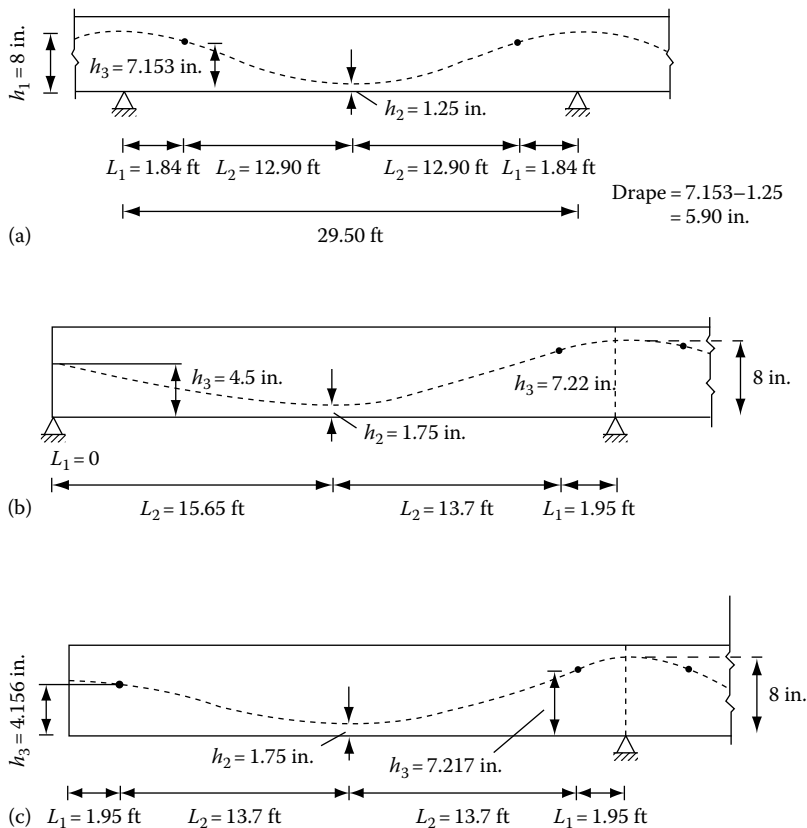 h₁ = 8 in.
h₃ = 7.153 in.
h₂ = 1.25 in.
L₁ = 1.84 ft L₂ = 12.90 ft L₂ = 12.90 ft L₁ = 1.84 ft
Drape = 7.153–1.25
= 5.90 in.
29.50 ft
(a)
h₃ = 4.5 in.
h₃ = 7.22 in.
8 in.
h₂ = 1.75 in.
L₁ = 0
L₂ = 15.65 ft L₂ = 13.7 ft L₁ = 1.95 ft
(b)
h₃ = 4.156 in.
8 in.
h₂ = 1.75 in.
h₃ = 7.217 in.
L₁ = 1.95 ft L₂ = 13.7 ft L₂ = 13.7 ft L₁ = 1.95 ft
(c)